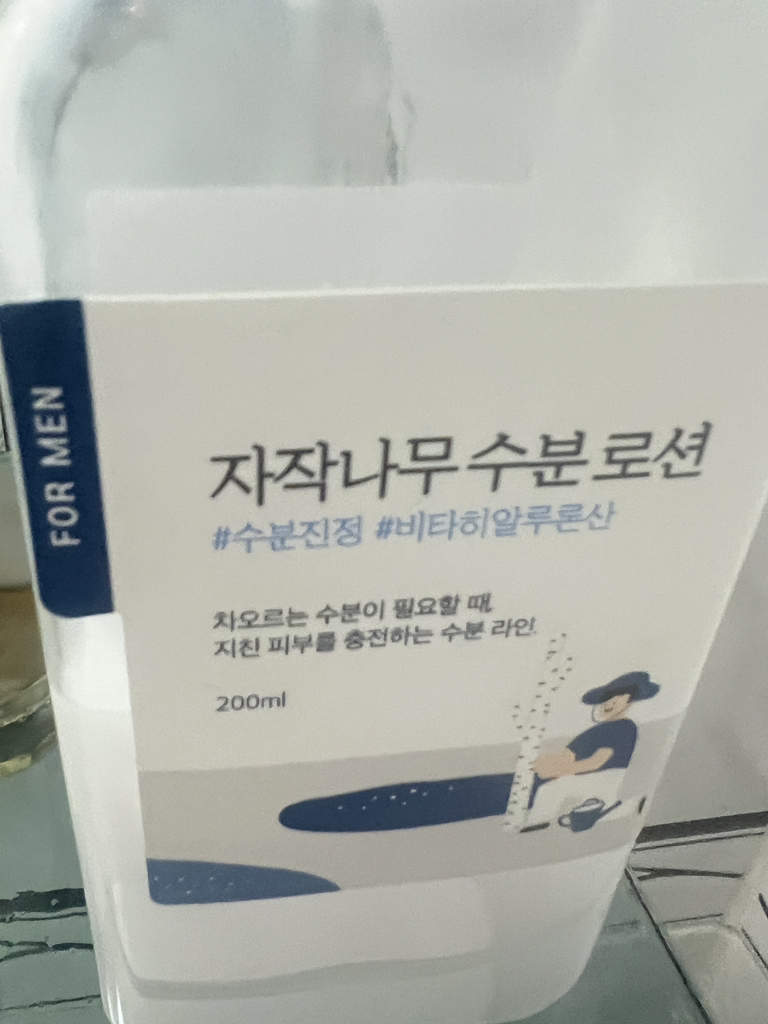 FOR MEN
자작나무 수분 로션
#수분진정 #비타히알루론산
차오르는 수분이 필요할 때,
지친 피부를 충전하는 수분 라인.
200ml